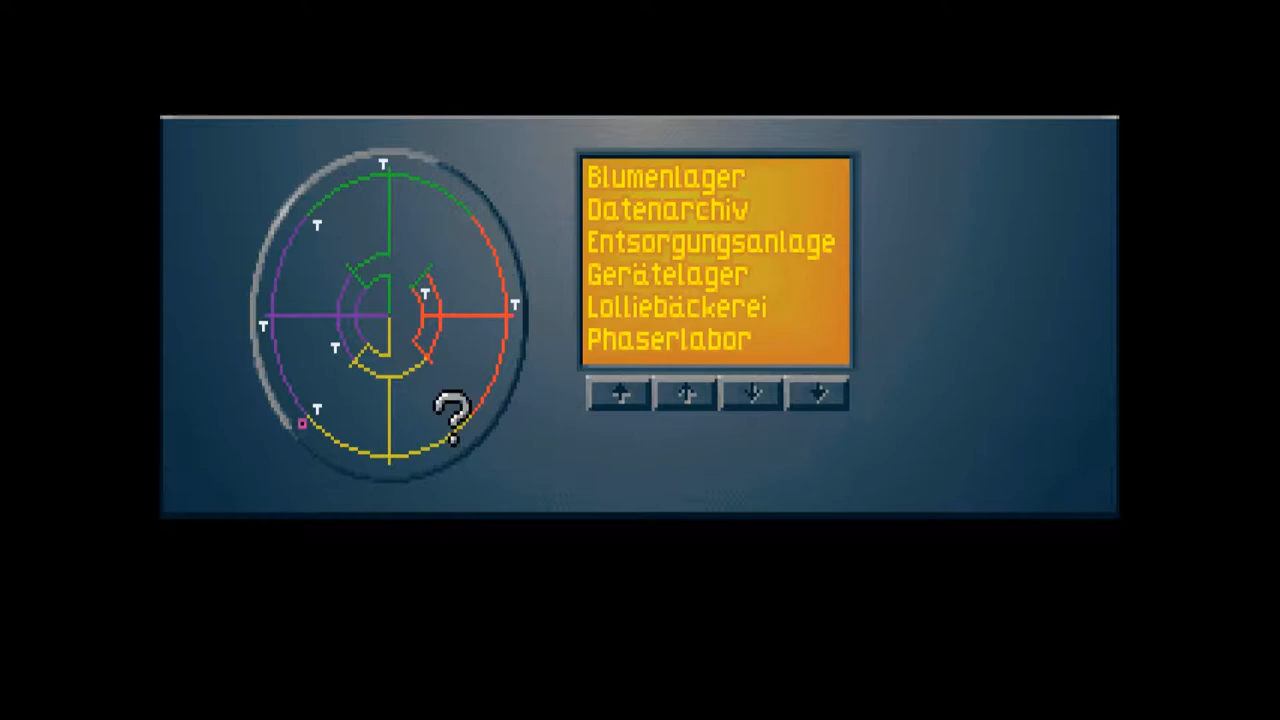 T
T
T
T
T
T
T
?
Blumenlager
Datenarchiv
Entsorgungsanlage
Gerätelager
Lolliebäckerei
Phaserlabor